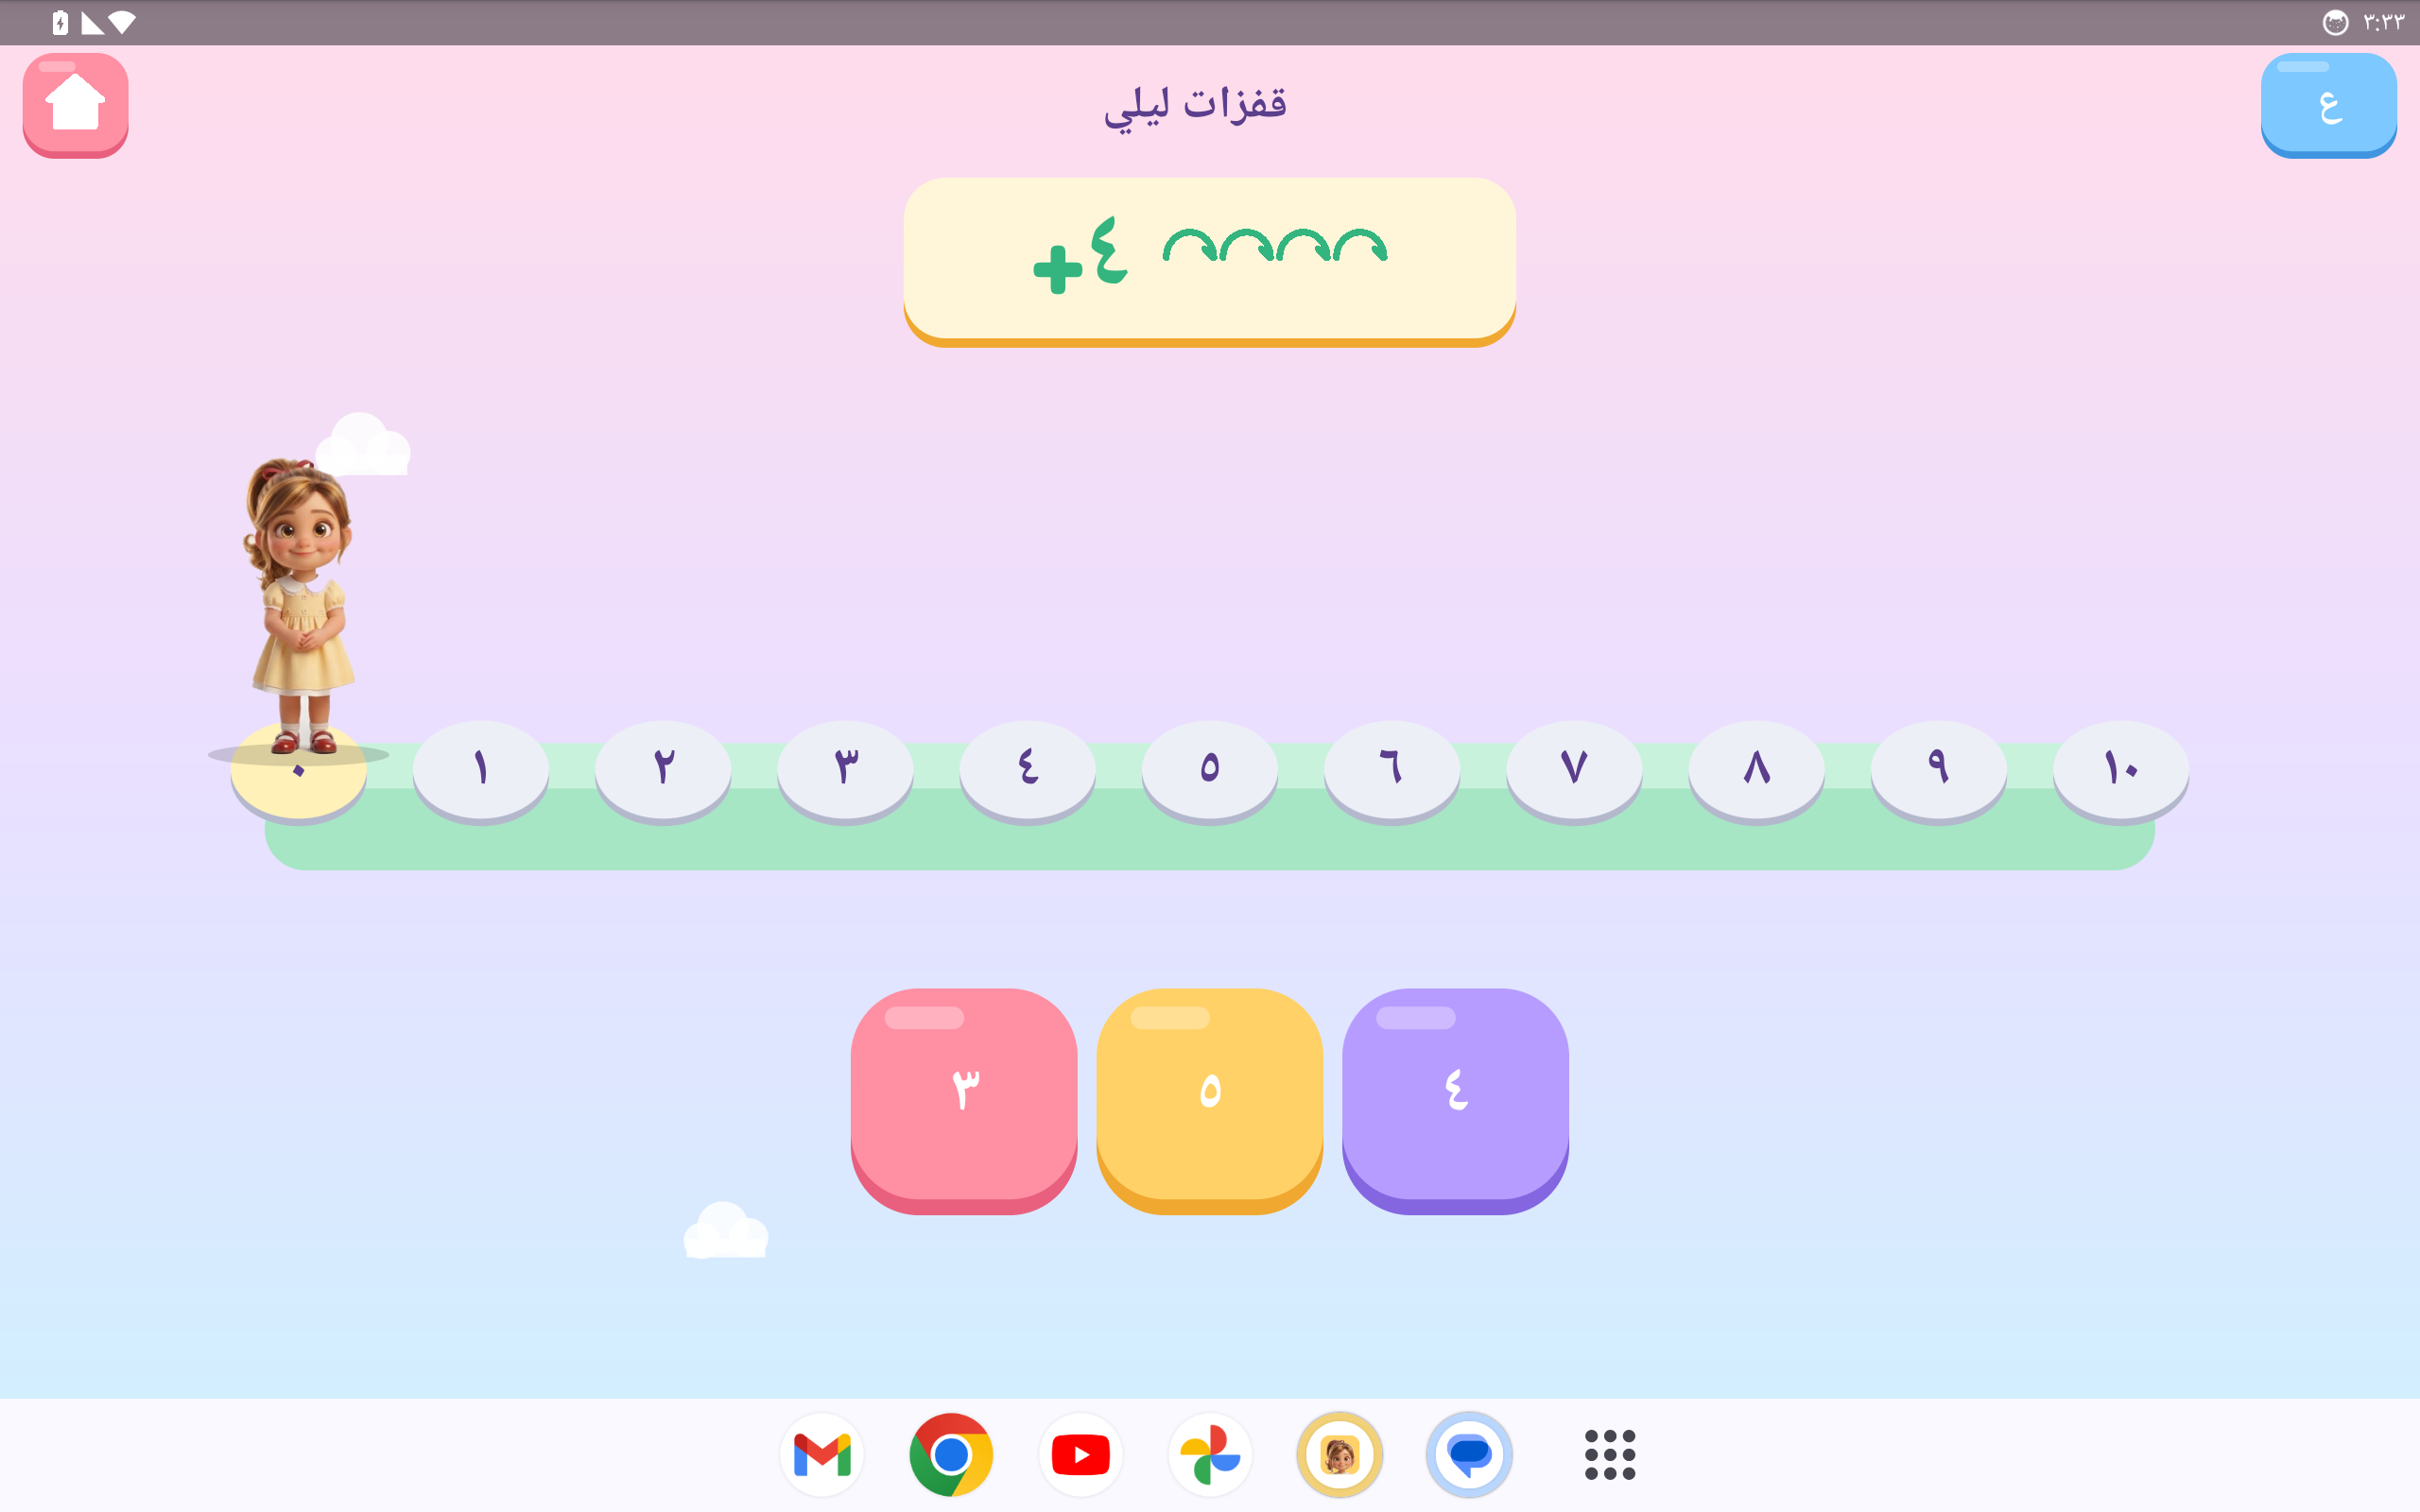 ٣:٣٣
ع
قفزات ليلي
+٤
٠ ١ ٢ ٣ ٤ ٥ ٦ ٧ ٨ ٩ ١٠
٣ ٥ ٤